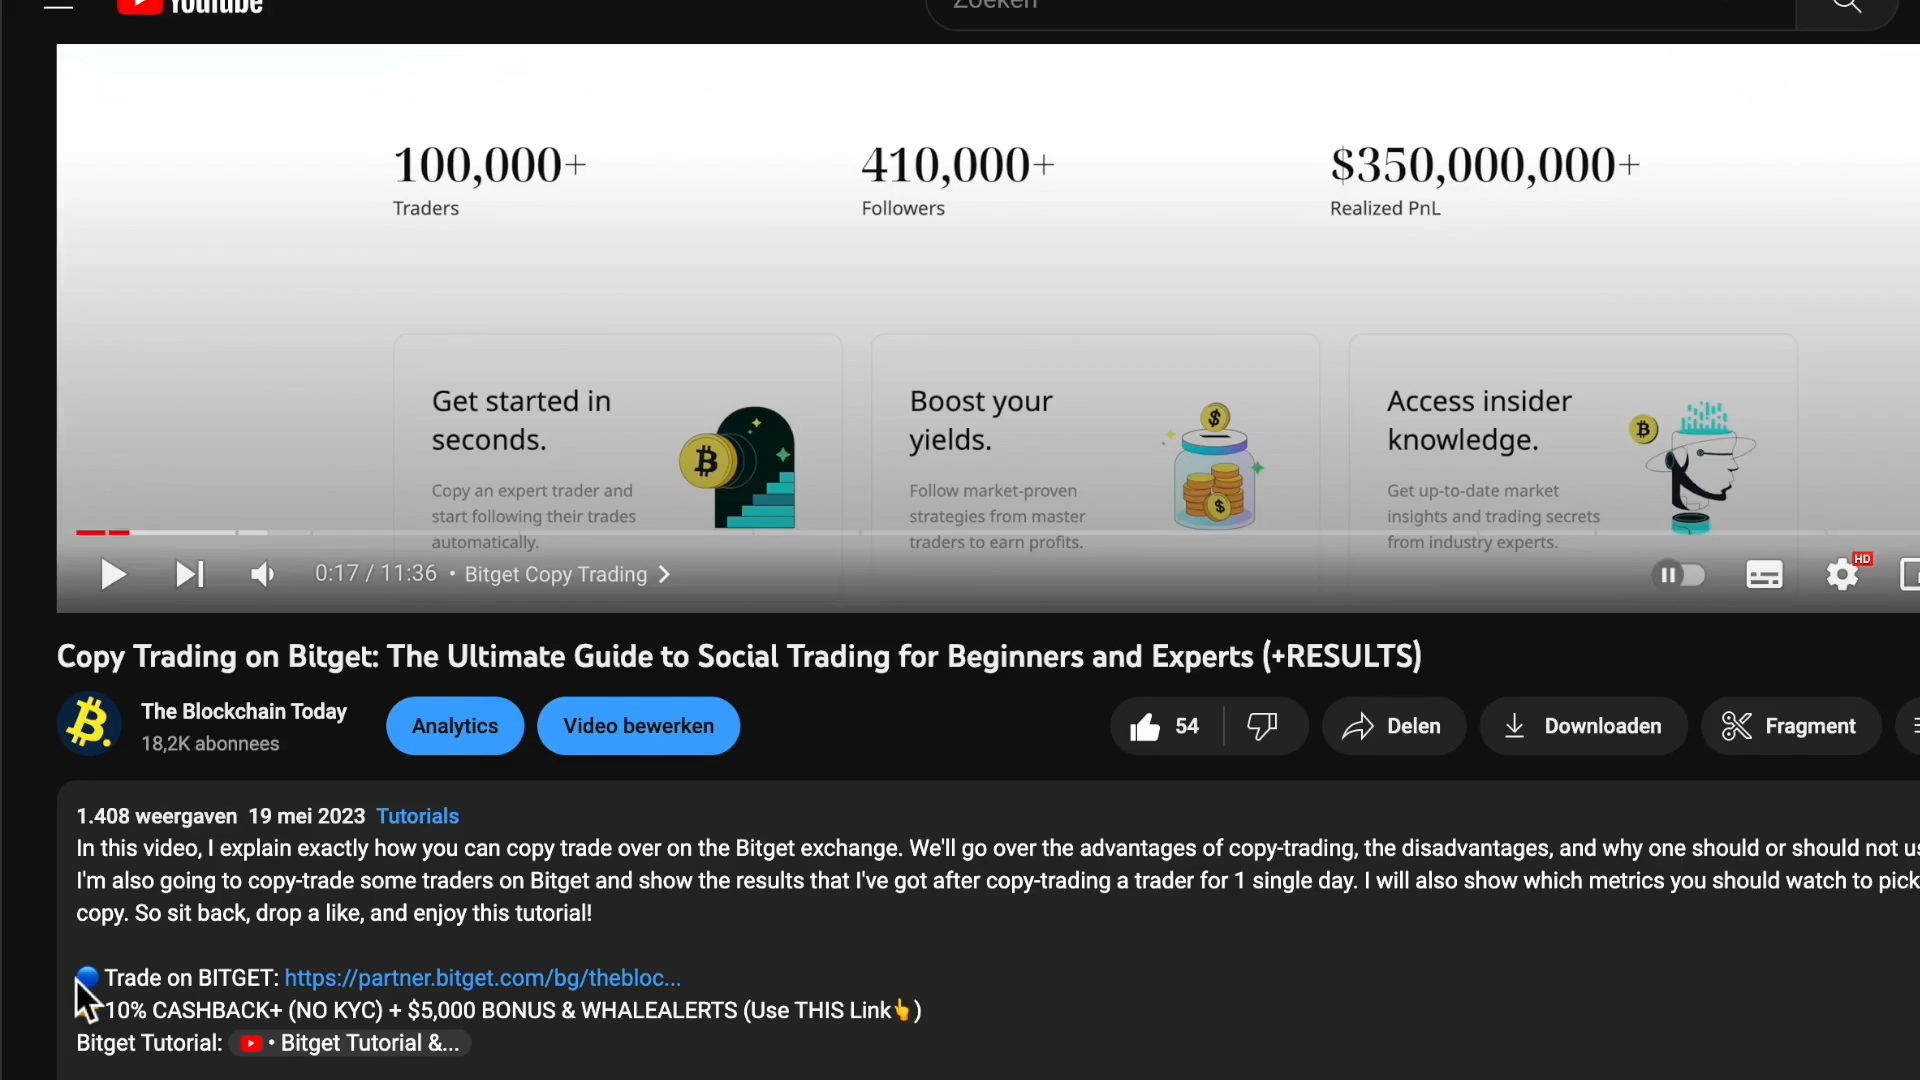 YouTube
Zoeken
100,000+
Traders
410,000+
Followers
$350,000,000+
Realized PnL
Get started in
seconds.
Copy an expert trader and
start following their trades
automatically.
Boost your
yields.
Follow market-proven
strategies from master
traders to earn profits.
Access insider
knowledge.
Get up-to-date market
insights and trading secrets
from industry experts.
0:17 / 11:36 • Bitget Copy Trading
HD
Copy Trading on Bitget: The Ultimate Guide to Social Trading for Beginners and Experts (+RESULTS)
The Blockchain Today
18,2K abonnees
Analytics
Video bewerken
54
Delen
Downloaden
Fragment
1.408 weergaven 19 mei 2023 Tutorials
In this video, I explain exactly how you can copy trade over on the Bitget exchange. We'll go over the advantages of copy-trading, the disadvantages, and why one should or should not us
I'm also going to copy-trade some traders on Bitget and show the results that I've got after copy-trading a trader for 1 single day. I will also show which metrics you should watch to pick
copy. So sit back, drop a like, and enjoy this tutorial!
🔵 Trade on BITGET: https://partner.bitget.com/bg/thebloc...
10% CASHBACK+ (NO KYC) + $5,000 BONUS & WHALEALERTS (Use THIS Link👆)
Bitget Tutorial: • Bitget Tutorial &...